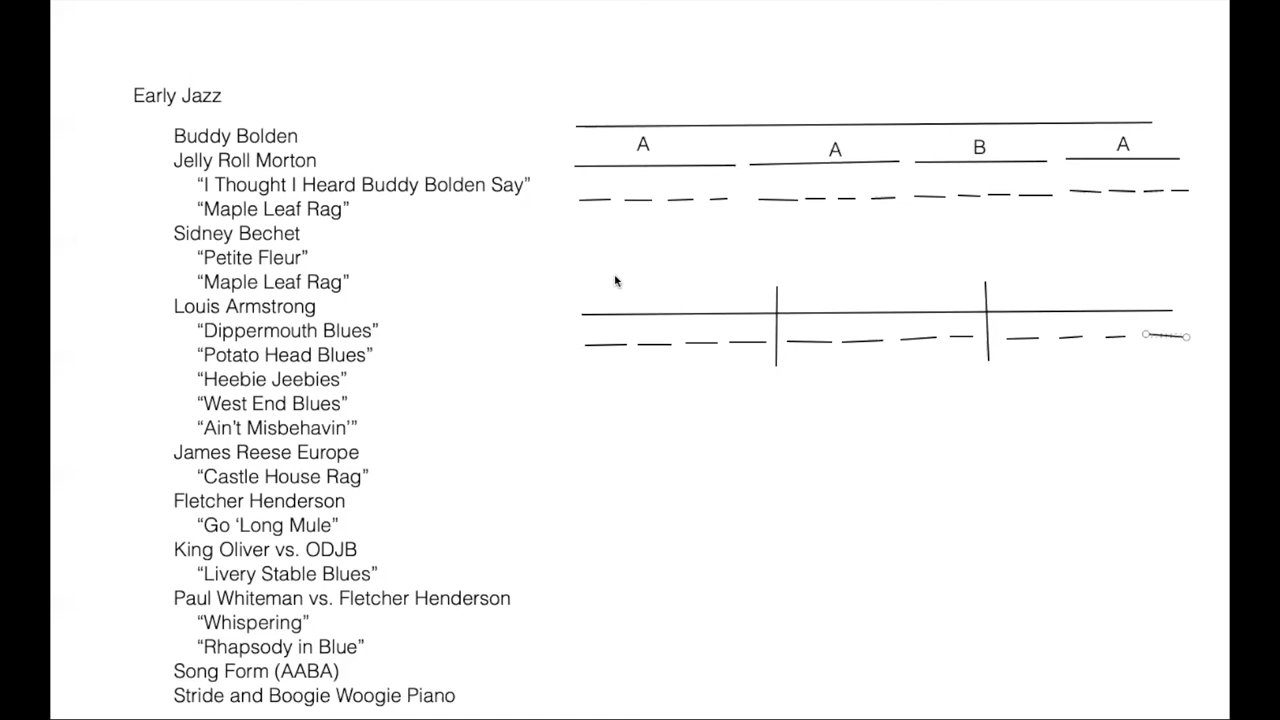 Early Jazz
Buddy Bolden
Jelly Roll Morton
“I Thought I Heard Buddy Bolden Say”
“Maple Leaf Rag”
Sidney Bechet
“Petite Fleur”
“Maple Leaf Rag”
Louis Armstrong
“Dippermouth Blues”
“Potato Head Blues”
“Heebie Jeebies”
“West End Blues”
“Ain’t Misbehavin’”
James Reese Europe
“Castle House Rag”
Fletcher Henderson
“Go ‘Long Mule”
King Oliver vs. ODJB
“Livery Stable Blues”
Paul Whiteman vs. Fletcher Henderson
“Whispering”
“Rhapsody in Blue”
Song Form (AABA)
Stride and Boogie Woogie Piano
A A B A